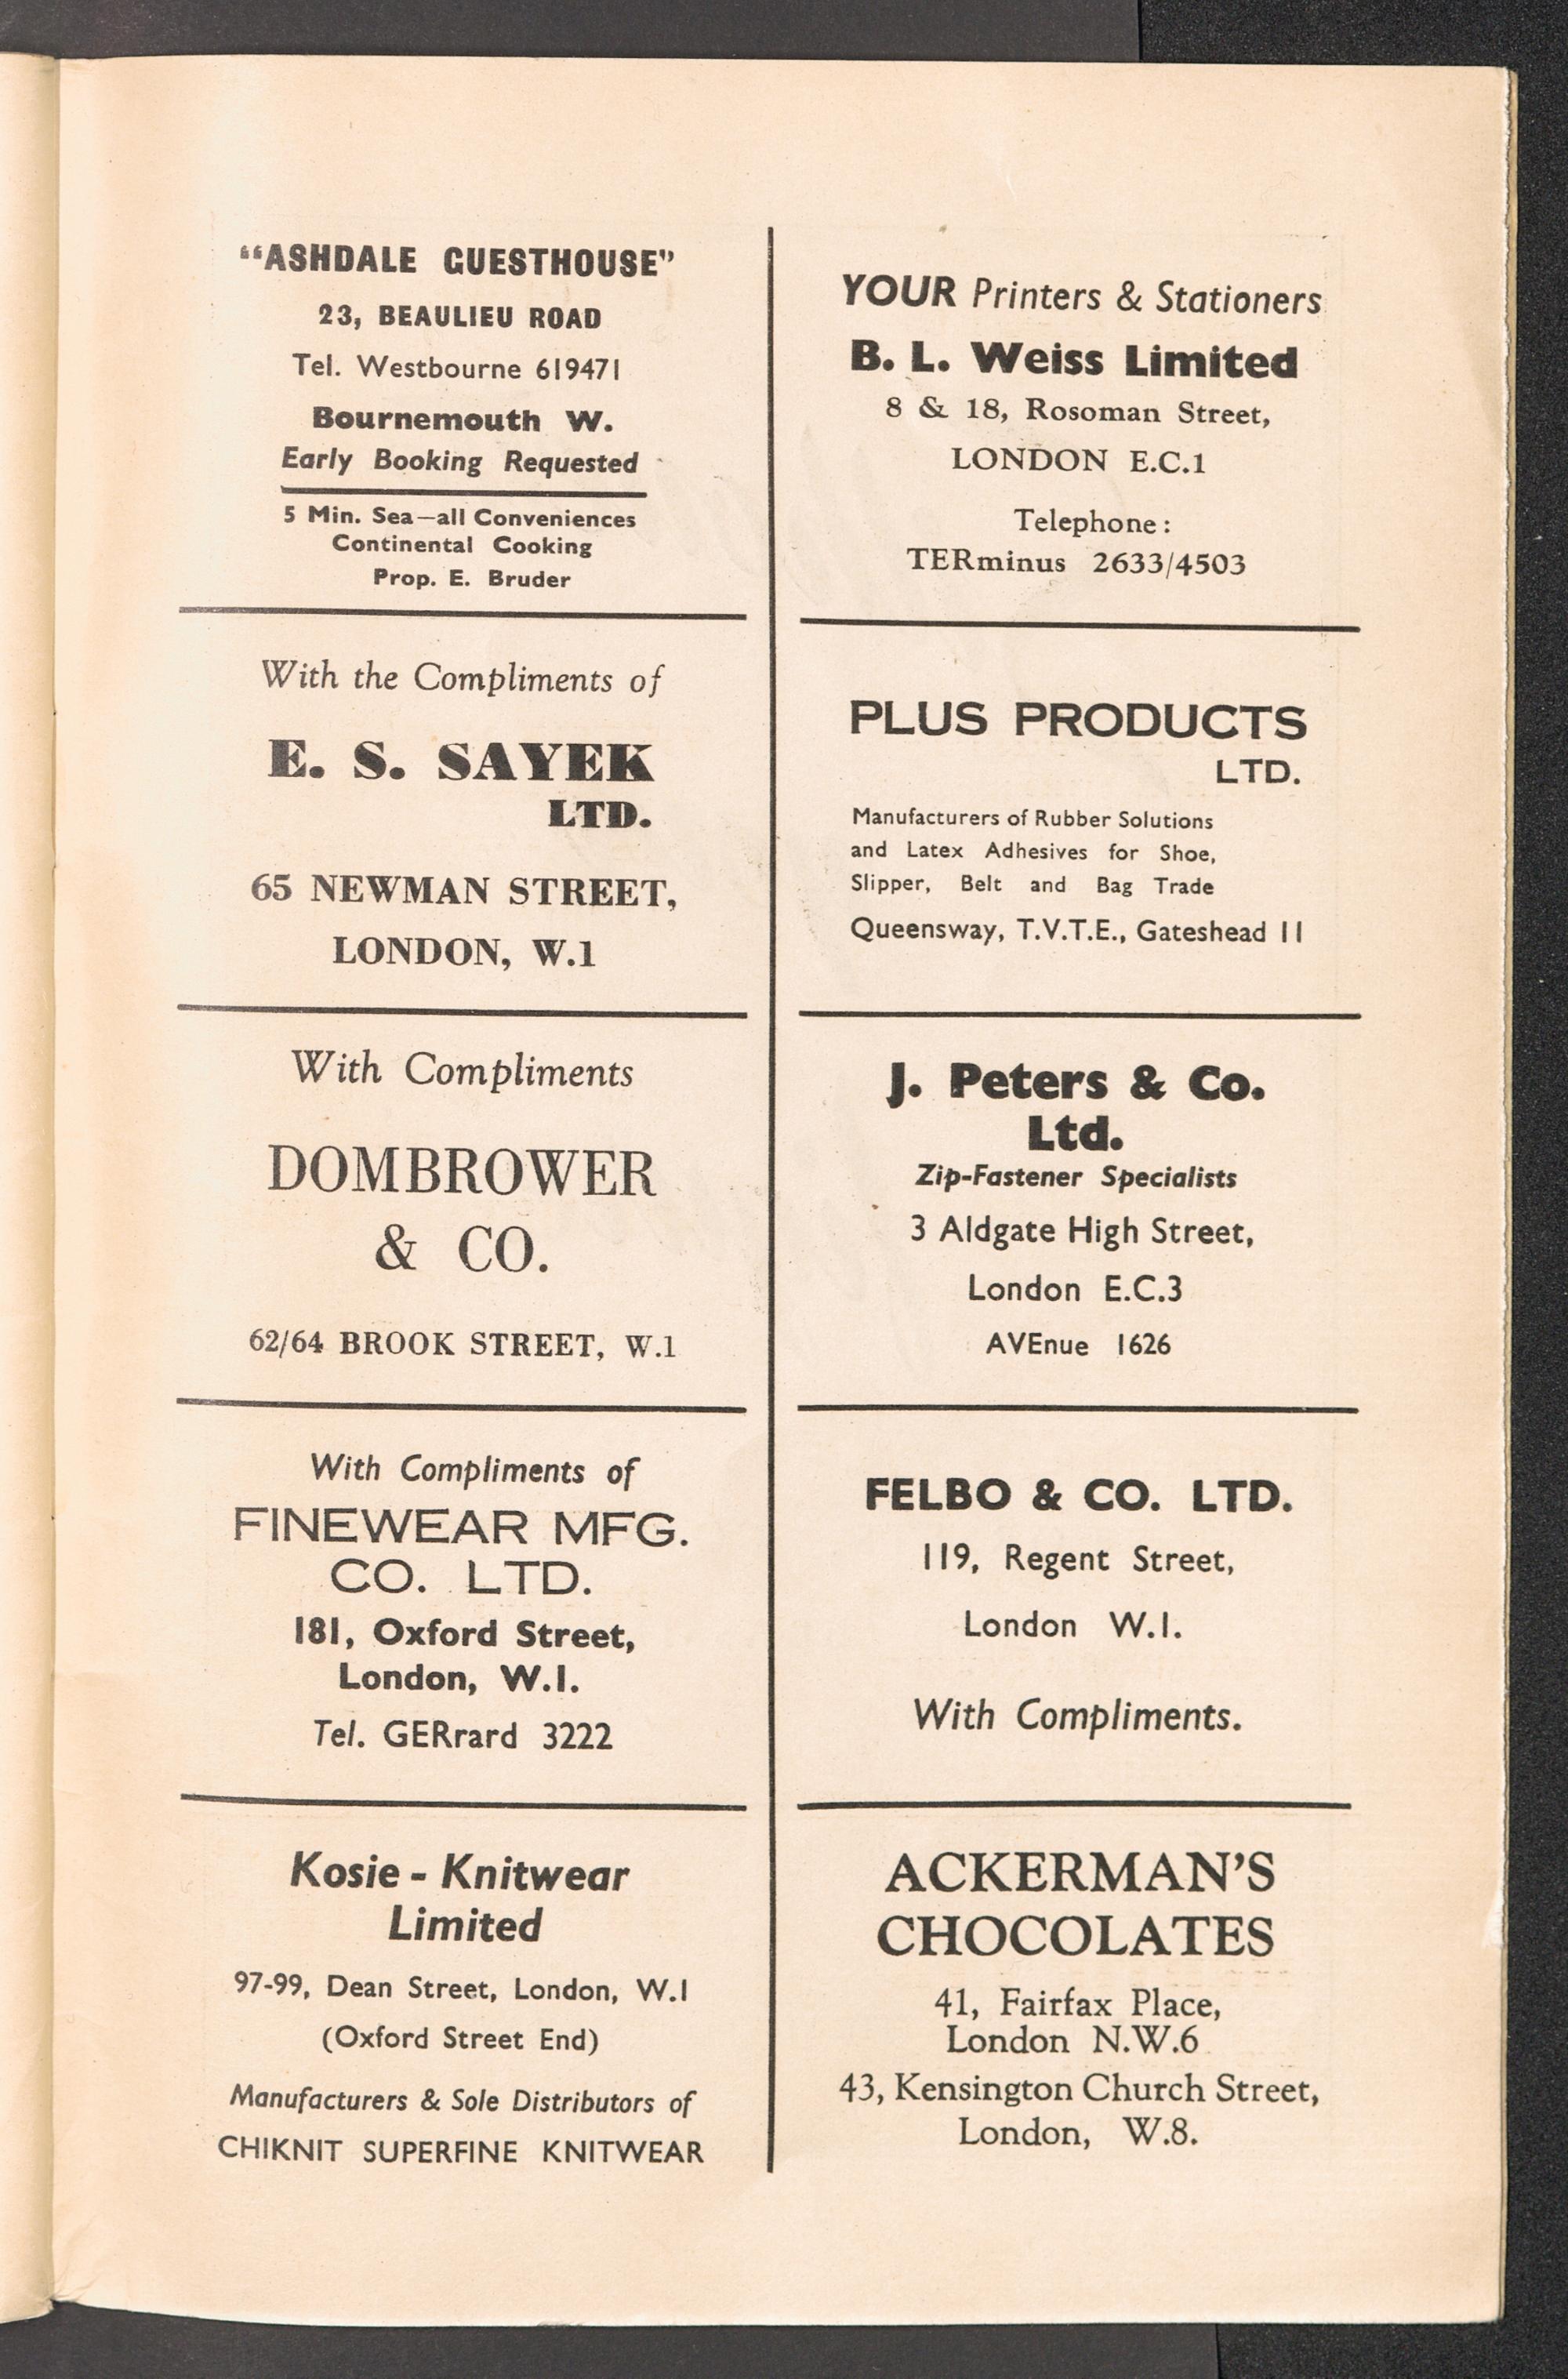 "ASHDALE GUESTHOUSE"
23, BEAULIEU ROAD
Tel. Westbourne 619471
Bournemouth W.
Early Booking Requested
5 Min. Sea—all Conveniences
Continental Cooking
Prop. E. Bruder
With the Compliments of
E. S. SAYEK
LTD.
65 NEWMAN STREET,
LONDON, W.1
With Compliments
DOMBROWER
& CO.
62/64 BROOK STREET, W.1
With Compliments of
FINEWEAR MFG.
CO. LTD.
181, Oxford Street,
London, W.1.
Tel. GERrard 3222
Kosie - Knitwear
Limited
97-99, Dean Street, London, W.1
(Oxford Street End)
Manufacturers & Sole Distributors of
CHIKNIT SUPERFINE KNITWEAR
YOUR Printers & Stationers
B. L. Weiss Limited
8 & 18, Rosoman Street,
LONDON E.C.1
Telephone:
TERminus 2633/4503
PLUS PRODUCTS
LTD.
Manufacturers of Rubber Solutions
and Latex Adhesives for Shoe,
Slipper, Belt and Bag Trade
Queensway, T.V.T.E., Gateshead 11
J. Peters & Co.
Ltd.
Zip-Fastener Specialists
3 Aldgate High Street,
London E.C.3
AVEnue 1626
FELBO & CO. LTD.
119, Regent Street,
London W.1.
With Compliments.
ACKERMAN'S
CHOCOLATES
41, Fairfax Place,
London N.W.6
43, Kensington Church Street,
London, W.8.